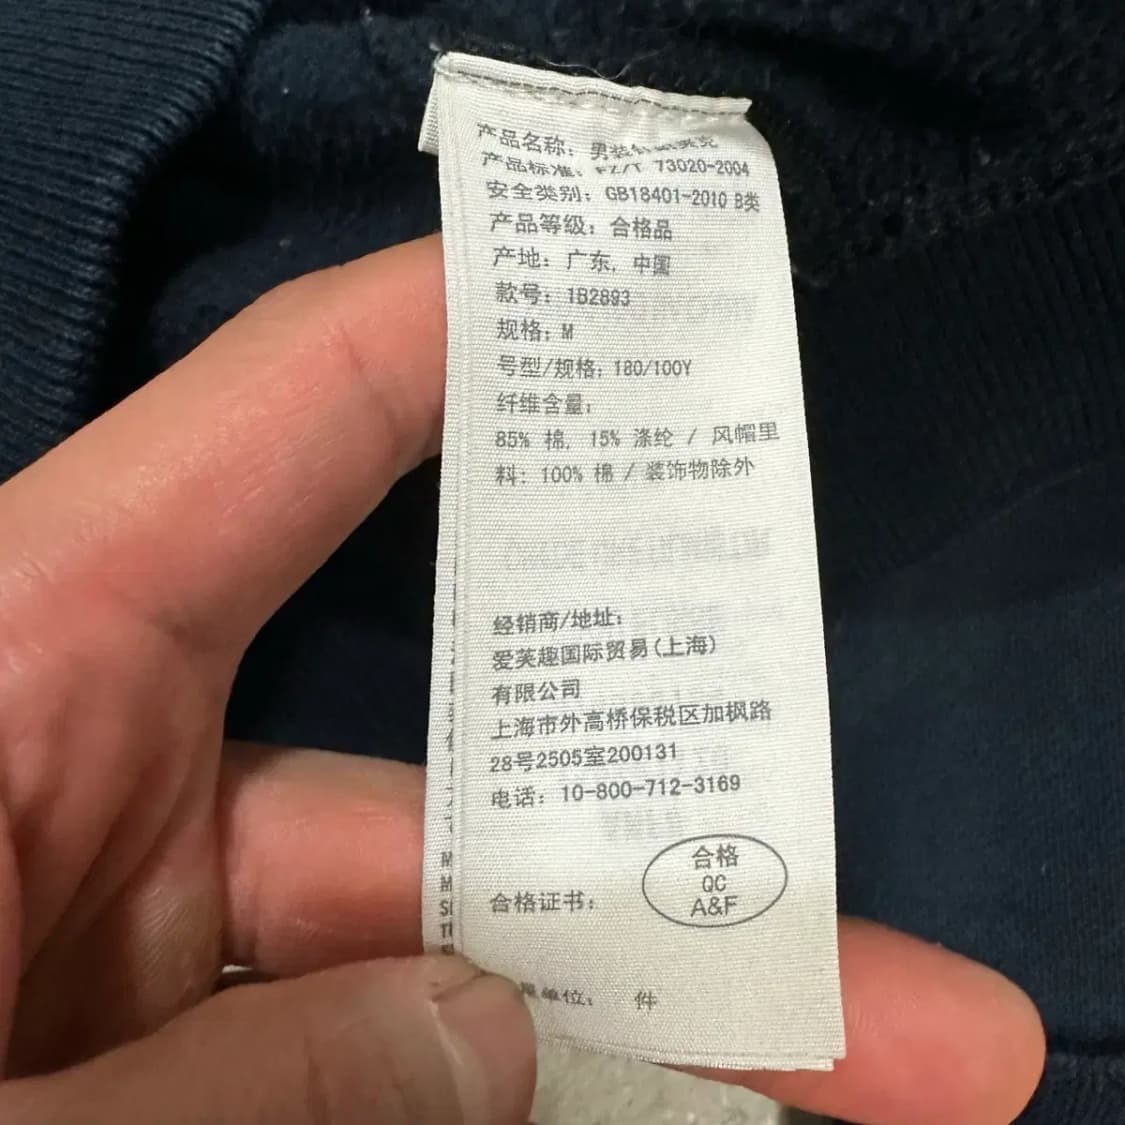 产品名称: 男装针织夹克
产品标准: FZ/T 73020-2004
安全类别: GB18401-2010 B类
产品等级: 合格品
产地: 广东, 中国
款号: 1B2893
规格: M
号型/规格: 180/100Y
纤维含量:
85% 棉, 15% 涤纶 / 风帽里
料: 100% 棉 / 装饰物除外
经销商/地址:
爱芙趣国际贸易(上海)
有限公司
上海市外高桥保税区加枫路
28号2505室200131
电话: 10-800-712-3169
合格证书:
合格
QC
A&F
量单位: 件